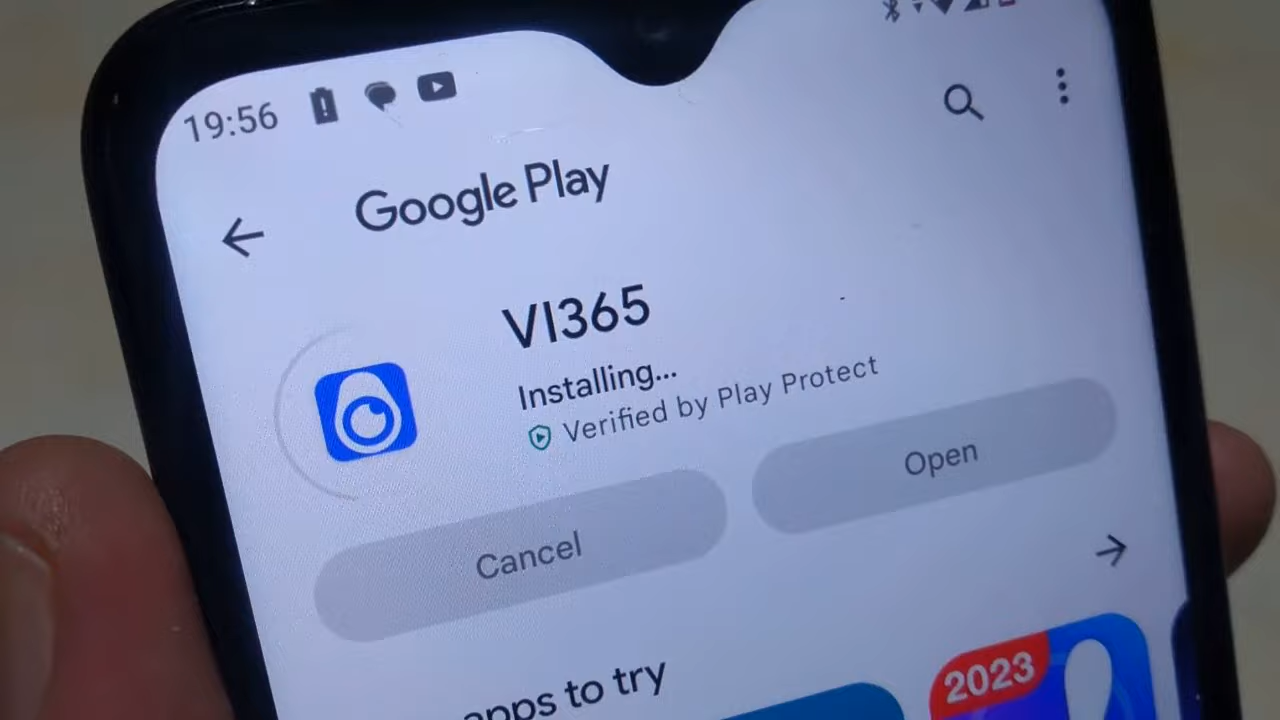 19:56
Google Play
VI365
Installing...
Verified by Play Protect
Cancel
Open
apps to try
2023